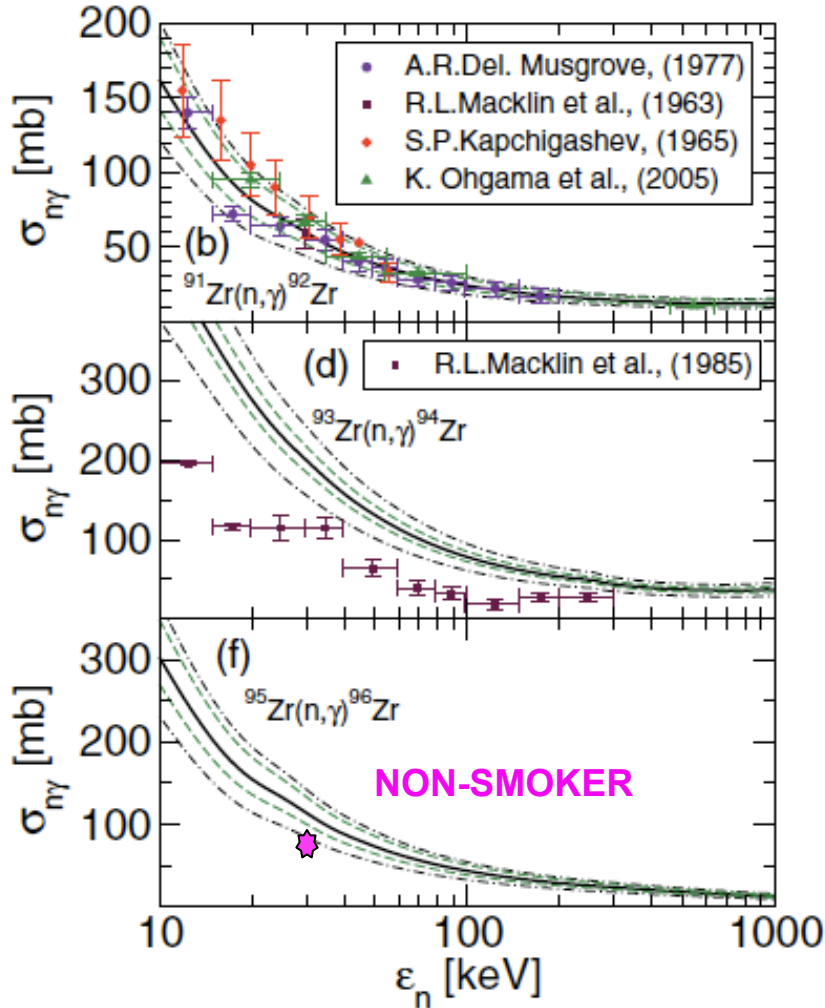 200
150
100
50
σnγ [mb]
A.R.Del. Musgrove, (1977)
R.L.Macklin et al., (1963)
S.P.Kapchigashev, (1965)
K. Ohgama et al., (2005)
(b)
⁹¹Zr(n,γ)⁹²Zr
300
200
100
σnγ [mb]
(d)
R.L.Macklin et al., (1985)
⁹³Zr(n,γ)⁹⁴Zr
300
200
100
σnγ [mb]
(f)
⁹⁵Zr(n,γ)⁹⁶Zr
NON-SMOKER
10 100 1000
εn [keV]